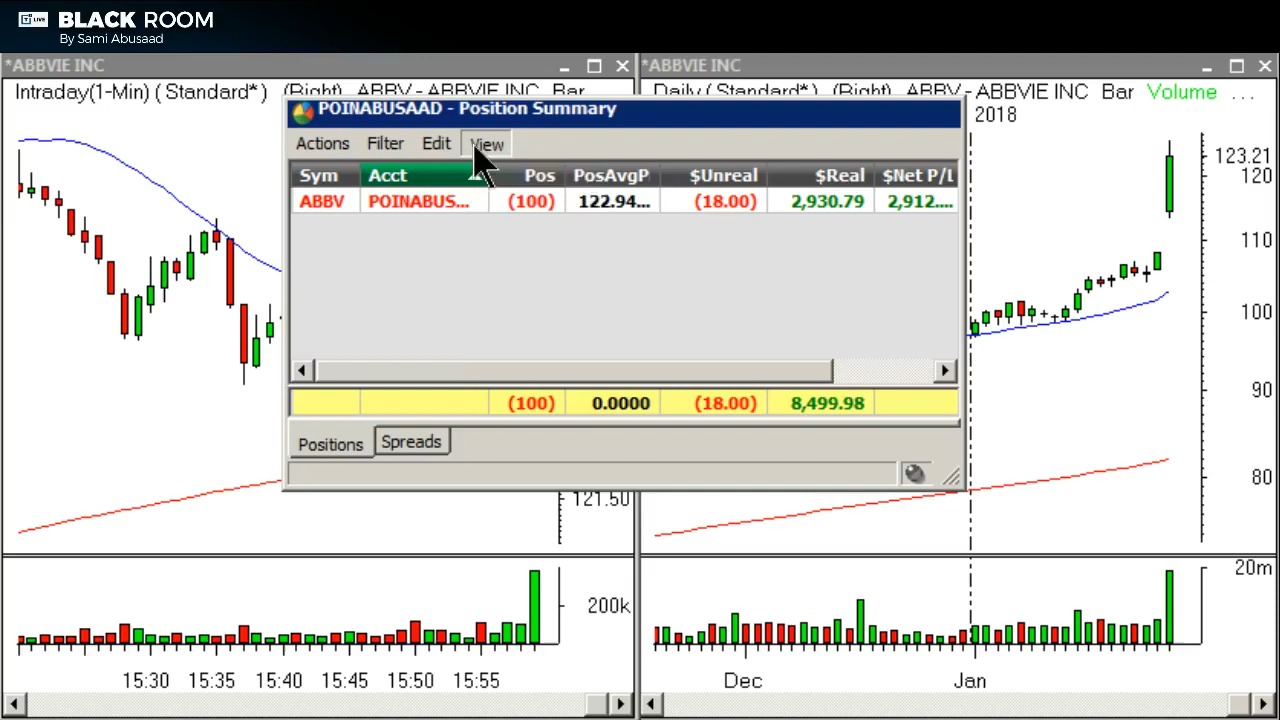 LIVE BLACK ROOM
By Sami Abusaad
*ABBVIE INC
*ABBVIE INC
Intraday(1-Min) ( Standard* ) (Right) ABBV - ABBVIE INC Bar
Daily ( Standard* ) (Right) ABBV - ABBVIE INC Bar Volume ...
2018
POINABUSAAD - Position Summary
Actions Filter Edit View
Sym Acct Pos PosAvgP $Unreal $Real $Net P/L
ABBV POINABUS... (100) 122.94... (18.00) 2,930.79 2,912....
(100) 0.0000 (18.00) 8,499.98
Positions Spreads
121.50
200k
15:30 15:35 15:40 15:45 15:50 15:55
123.21
120
110
100
90
80
20m
Dec Jan